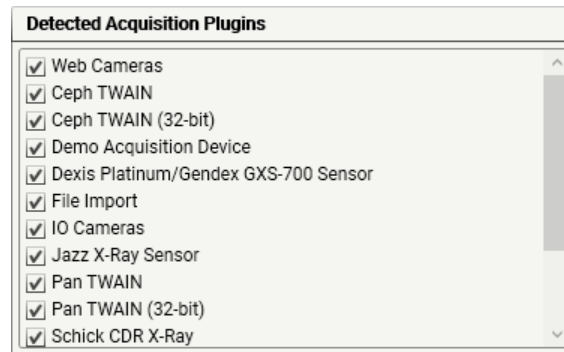 Detected Acquisition Plugins
Web Cameras
Ceph TWAIN
Ceph TWAIN (32-bit)
Demo Acquisition Device
Dexis Platinum/Gendex GXS-700 Sensor
File Import
IO Cameras
Jazz X-Ray Sensor
Pan TWAIN
Pan TWAIN (32-bit)
Schick CDR X-Ray